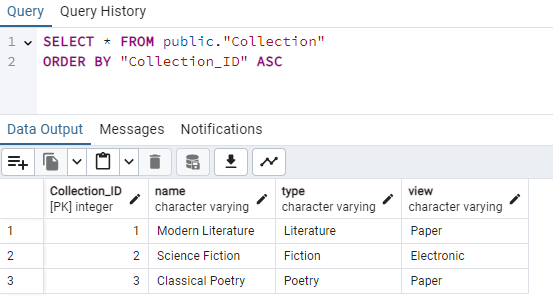 Query Query History
1 SELECT * FROM public."Collection"
2 ORDER BY "Collection_ID" ASC
Data Output Messages Notifications
Collection_ID name type view
[PK] integer character varying character varying character varying
1 1 Modern Literature Literature Paper
2 2 Science Fiction Fiction Electronic
3 3 Classical Poetry Poetry Paper